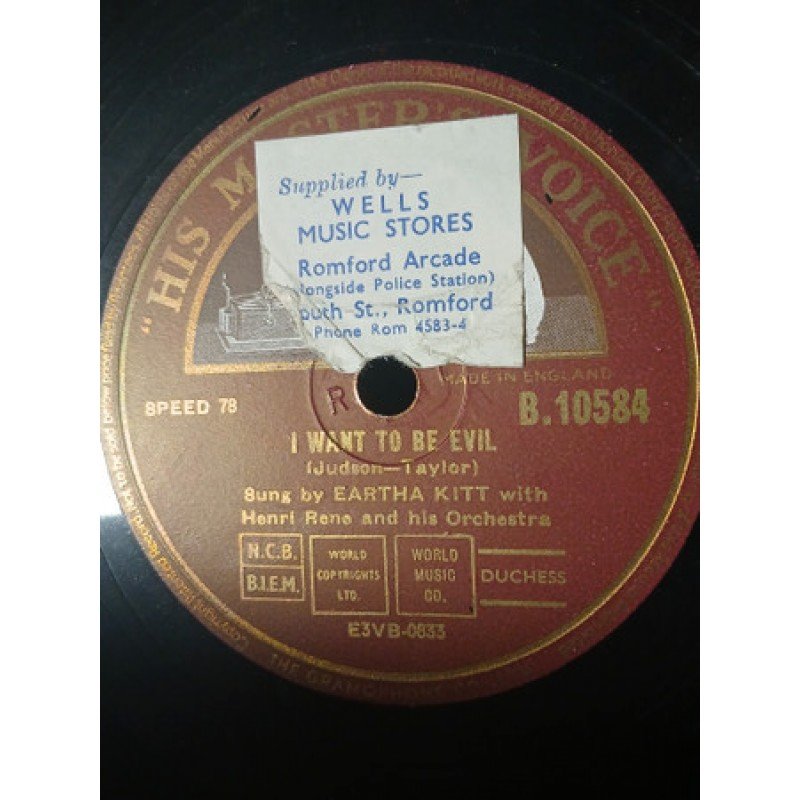 "HIS MASTER'S VOICE"
Supplied by—
WELLS
MUSIC STORES
Romford Arcade
ongside Police Station)
outh St., Romford
Phone Rom 4583-4
MADE IN ENGLAND
SPEED 78
R
B.10584
I WANT TO BE EVIL
(Judson—Taylor)
Sung by EARTHA KITT with
Henri Rene and his Orchestra
N.C.B.
B.I.E.M.
WORLD
COPYRIGHTS
LTD.
WORLD
MUSIC
CO.
DUCHESS
E3VB-0833
THE GRAMOPHONE